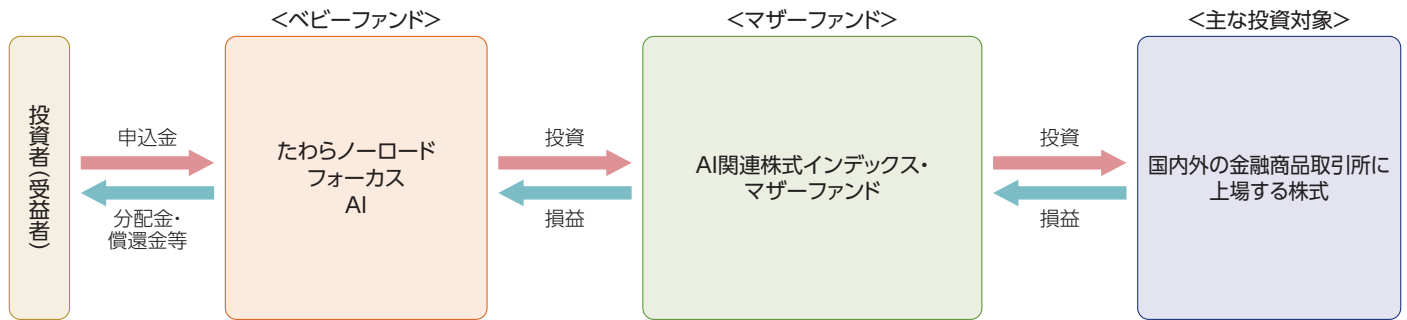 ＜ベビーファンド＞
＜マザーファンド＞
＜主な投資対象＞
投資者（受益者）
申込金
分配金・
償還金等
たわらノーロード
フォーカス
AI
投資
損益
AI関連株式インデックス・
マザーファンド
投資
損益
国内外の金融商品取引所に
上場する株式